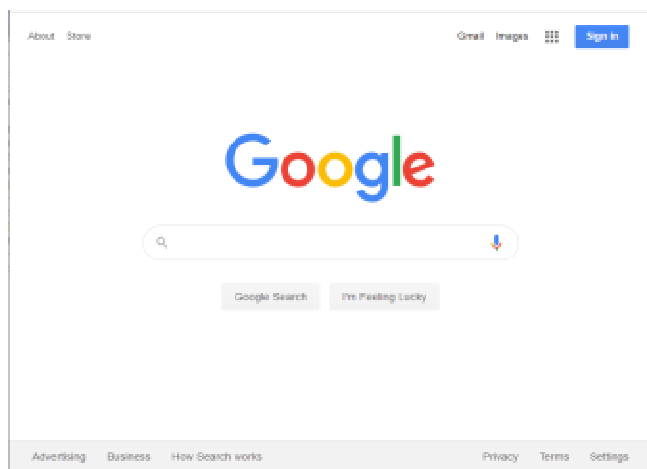 About Store Gmail Images Sign in
Google
Google Search I'm Feeling Lucky
Advertising Business How Search works Privacy Terms Settings